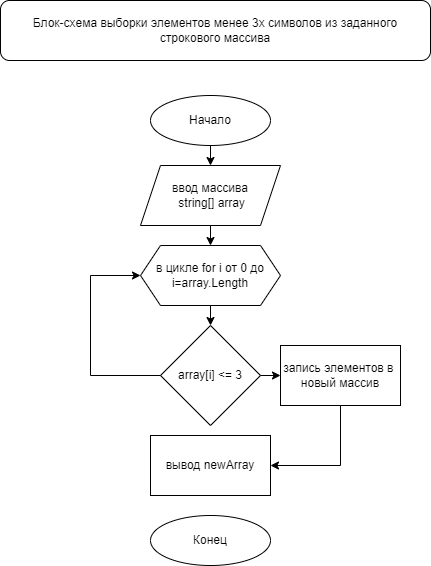 Блок-схема выборки элементов менее 3х символов из заданного
строкового массива
Начало
ввод массива
string[] array
в цикле for i от 0 до
i=array.Length
array[i] <= 3
запись элементов в
новый массив
вывод newArray
Конец